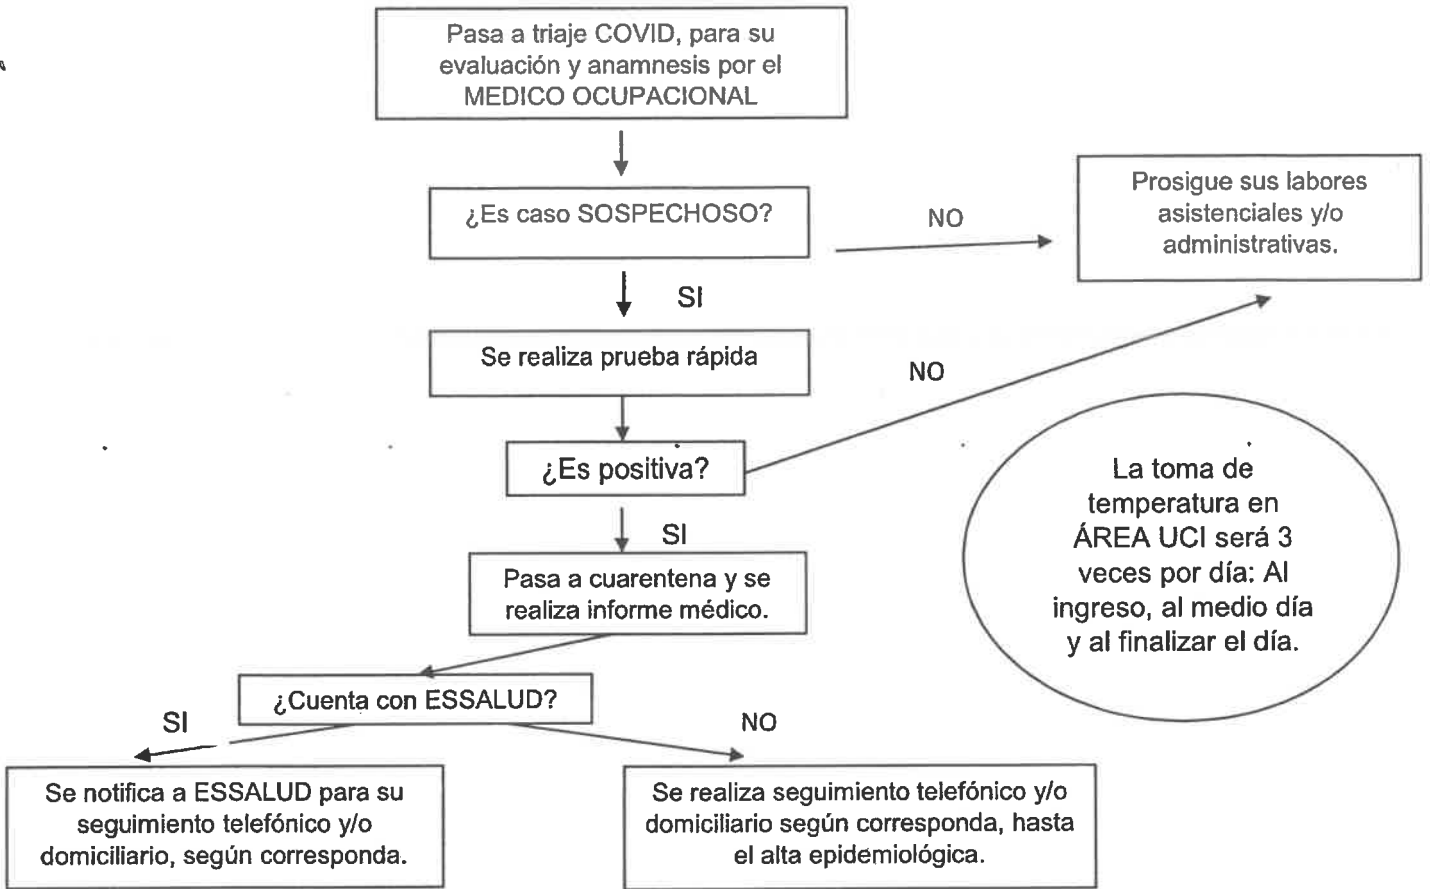 Pasa a triaje COVID, para su
evaluación y anamnesis por el
MEDICO OCUPACIONAL
¿Es caso SOSPECHOSO?
NO
Prosigue sus labores
asistenciales y/o
administrativas.
SI
Se realiza prueba rápida
NO
¿Es positiva?
SI
La toma de
temperatura en
ÁREA UCI será 3
veces por día: Al
ingreso, al medio día
y al finalizar el día.
Pasa a cuarentena y se
realiza informe médico.
¿Cuenta con ESSALUD?
SI
NO
Se notifica a ESSALUD para su
seguimiento telefónico y/o
domiciliario, según corresponda.
Se realiza seguimiento telefónico y/o
domiciliario según corresponda, hasta
el alta epidemiológica.